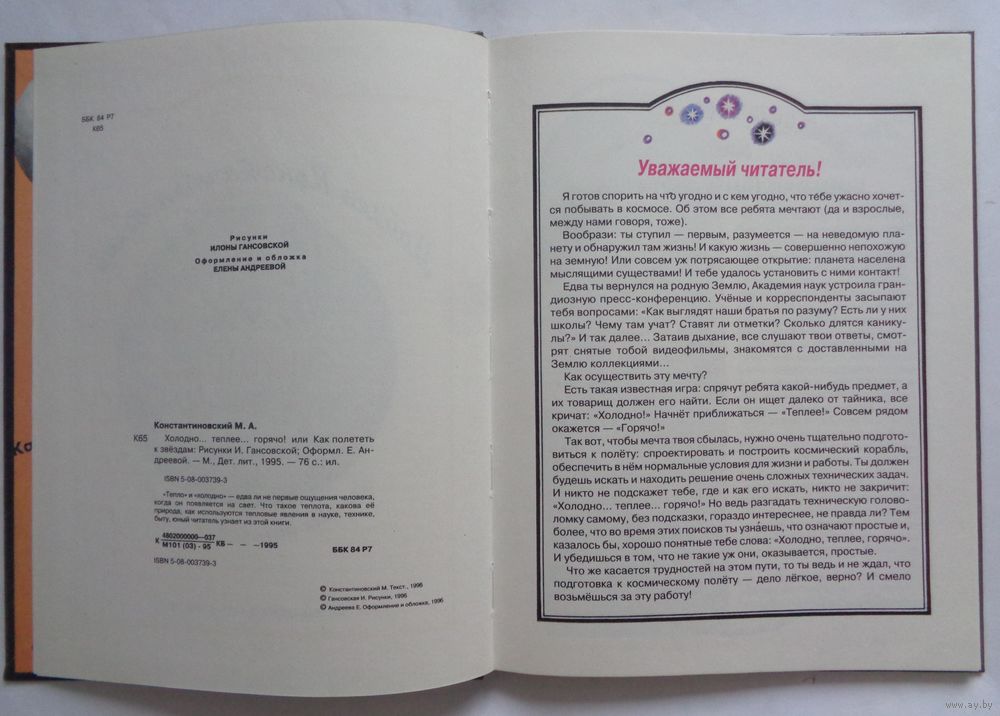 ББК 84 Р7
К65
Рисунки
ИЛОНЫ ГАНСОВСКОЙ
Оформление и обложка
ЕЛЕНЫ АНДРЕЕВОЙ
Константиновский М. А.
К65 Холодно... теплее... горячо! или Как полететь
к звёздам: Рисунки И. Гансовской; Оформл. Е. Ан-
дреевой. — М., Дет. лит., 1995. — 76 с.: ил.
ISBN 5-08-003739-3
«Тепло» и «холодно» — едва ли не первые ощущения человека,
когда он появляется на свет. Что такое теплота, какова её
природа, как используются тепловые явления в науке, технике,
быту, юный читатель узнает из этой книги.
К 4802000000—037
М101 (03) - 95 КБ — - — -1995
ББК 84 Р7
ISBN 5-08-003739-3
© Константиновский М. Текст., 1996
© Гансовская И. Рисунки, 1996
© Андреева Е. Оформление и обложка, 1996
Уважаемый читатель!
Я готов спорить на что угодно и с кем угодно, что тебе ужасно хочет-
ся побывать в космосе. Об этом все ребята мечтают (да и взрослые,
между нами говоря, тоже).
Вообрази: ты ступил — первым, разумеется — на неведомую пла-
нету и обнаружил там жизнь! И какую жизнь — совершенно непохожую
на земную! Или совсем уж потрясающее открытие: планета населена
мыслящими существами! И тебе удалось установить с ними контакт!
Едва ты вернулся на родную Землю, Академия наук устроила гран-
диозную пресс-конференцию. Учёные и корреспонденты засыпают
тебя вопросами: «Как выглядят наши братья по разуму? Есть ли у них
школы? Чему там учат? Ставят ли отметки? Сколько длятся канику-
лы?» И так далее... Затаив дыхание, все слушают твои ответы, смот-
рят снятые тобой видеофильмы, знакомятся с доставленными на
Землю коллекциями...
Как осуществить эту мечту?
Есть такая известная игра: спрячут ребята какой-нибудь предмет, а
их товарищ должен его найти. Если он ищет далеко от тайника, все
кричат: «Холодно!» Начнёт приближаться — «Теплее!» Совсем рядом
окажется — «Горячо!»
Так вот, чтобы мечта твоя сбылась, нужно очень тщательно подгото-
виться к полёту: спроектировать и построить космический корабль,
обеспечить в нём нормальные условия для жизни и работы. Ты должен
будешь искать и находить решение очень сложных технических задач.
И никто не подскажет тебе, где и как его искать, никто не закричит:
«Холодно... теплее... горячо!» Но ведь разгадать техническую голово-
ломку самому, без подсказки, гораздо интереснее, не правда ли? Тем
более, что во время этих поисков ты узнаешь, что означают простые и,
казалось бы, хорошо понятные тебе слова: «Холодно, теплее, горячо».
И убедишься в том, что не такие уж они, оказывается, простые.
Что же касается трудностей на этом пути, то ты ведь и не ждал, что
подготовка к космическому полёту — дело лёгкое, верно? И смело
возьмёшься за эту работу!
© www.ay.by